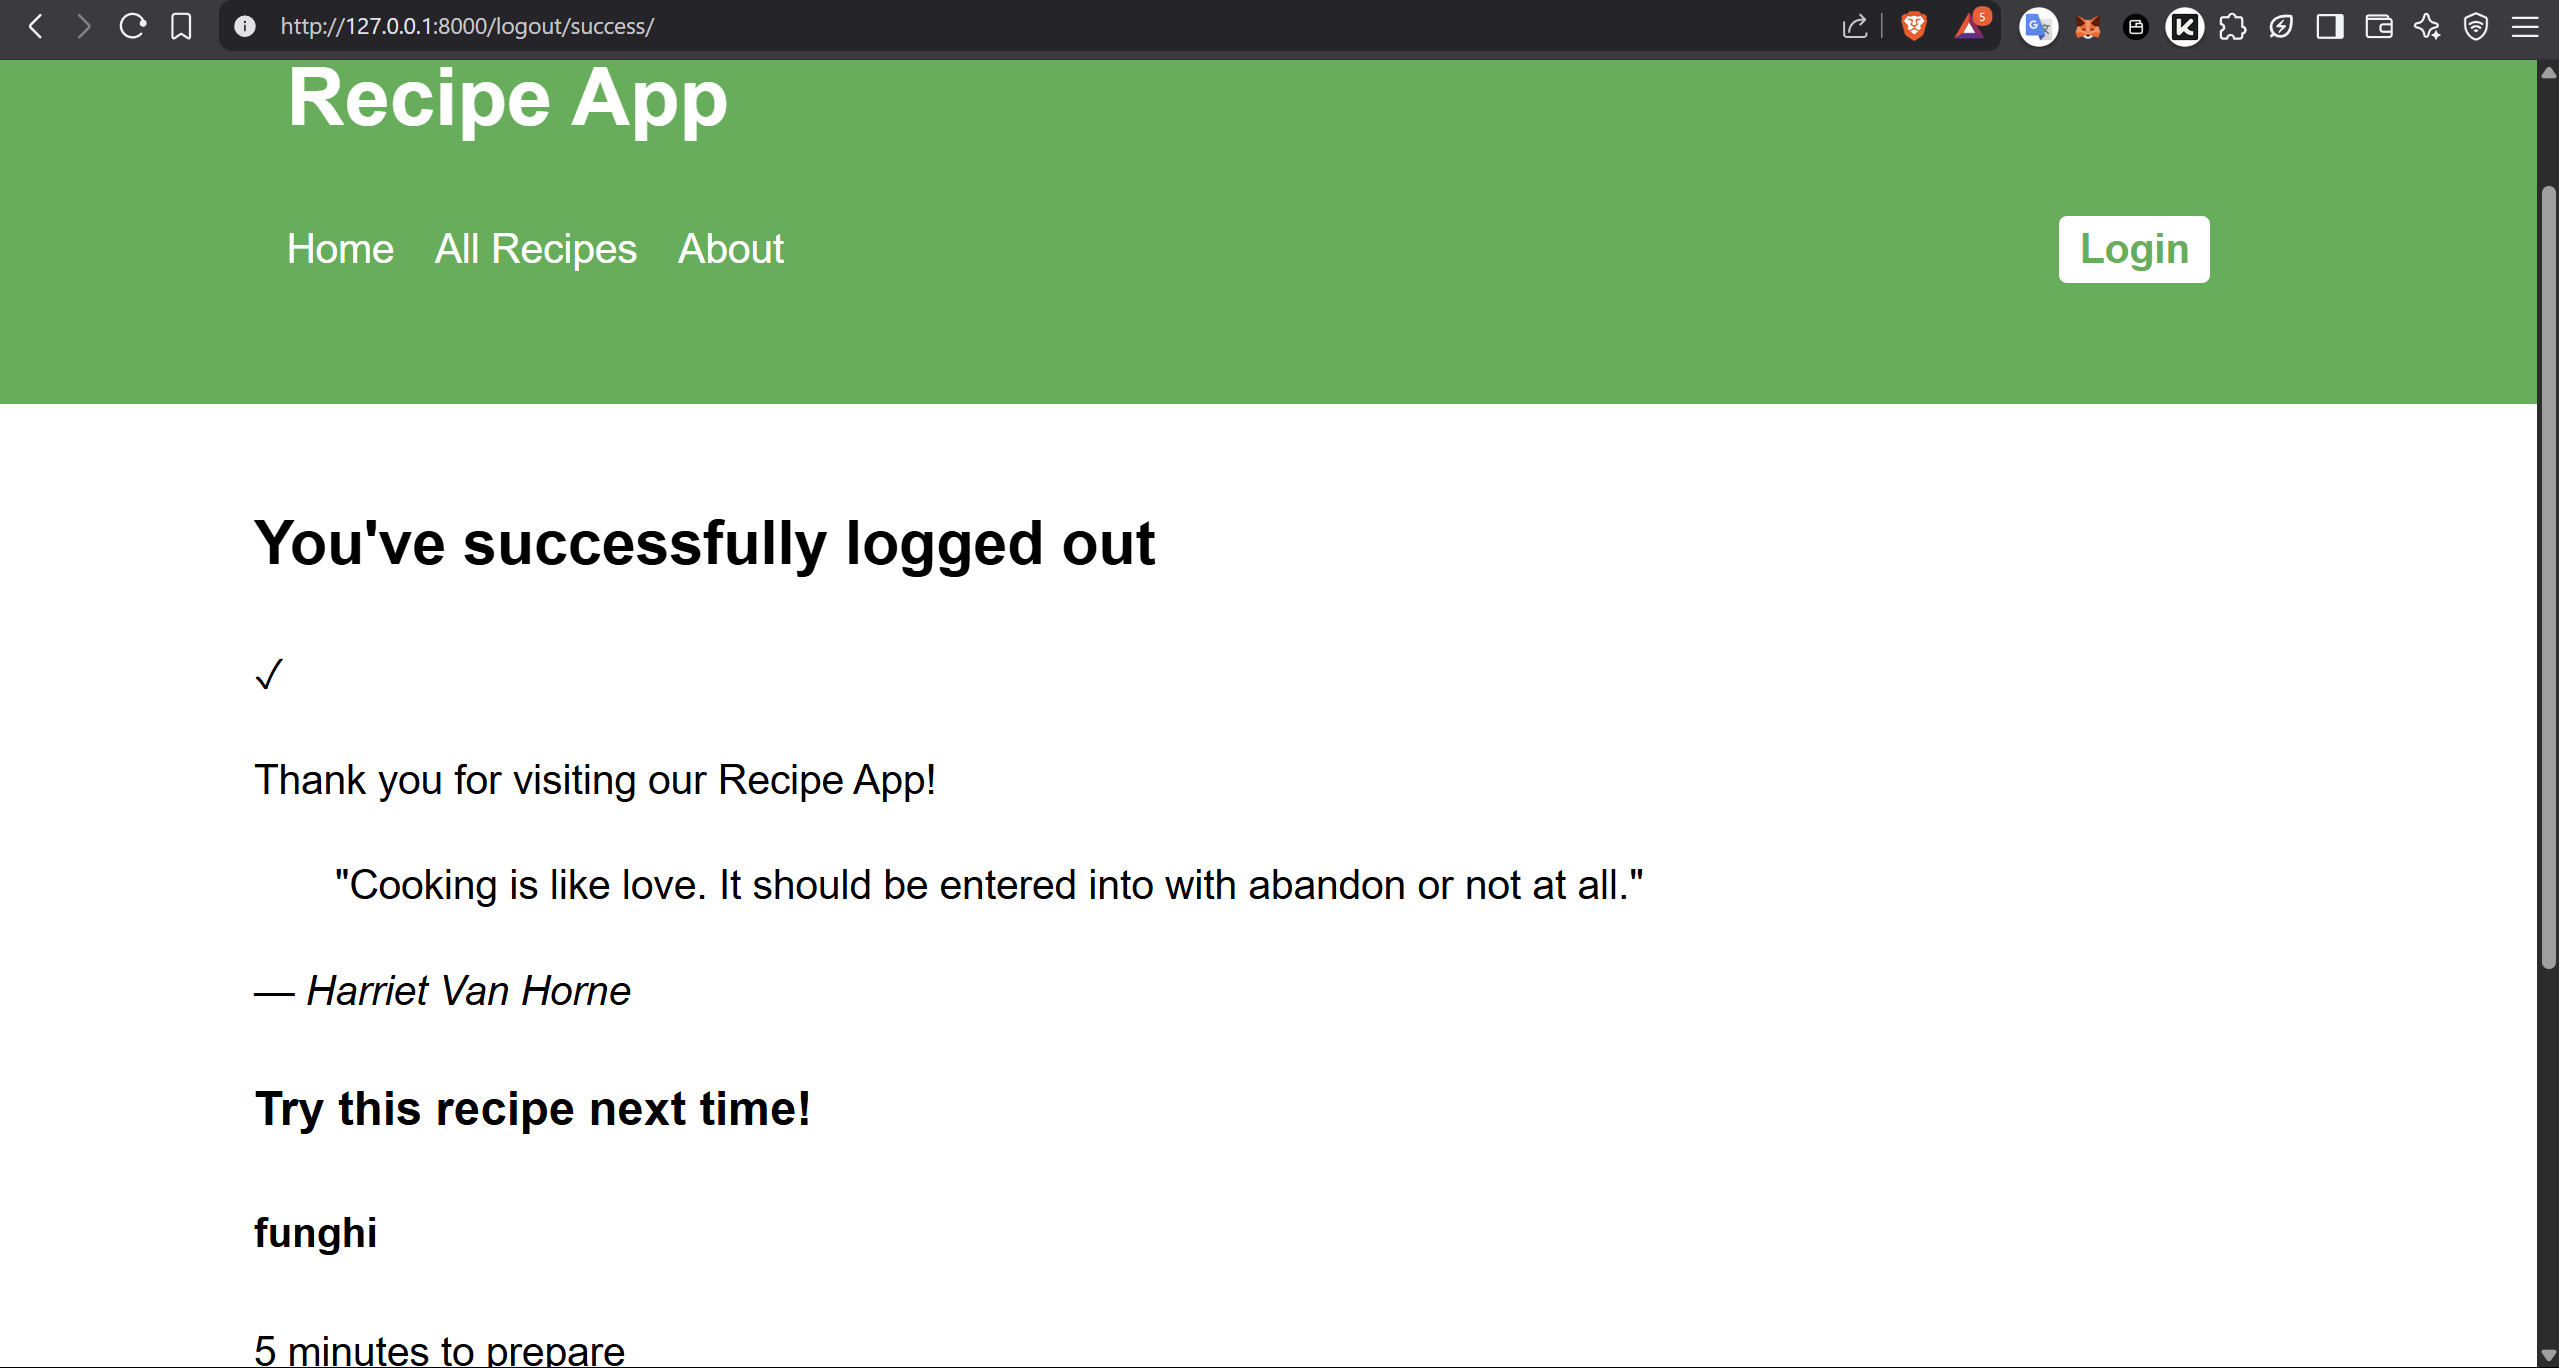 http://127.0.0.1:8000/logout/success/
5
Recipe App
Home All Recipes About Login
You've successfully logged out
✓
Thank you for visiting our Recipe App!
"Cooking is like love. It should be entered into with abandon or not at all."
— Harriet Van Horne
Try this recipe next time!
funghi
5 minutes to prepare